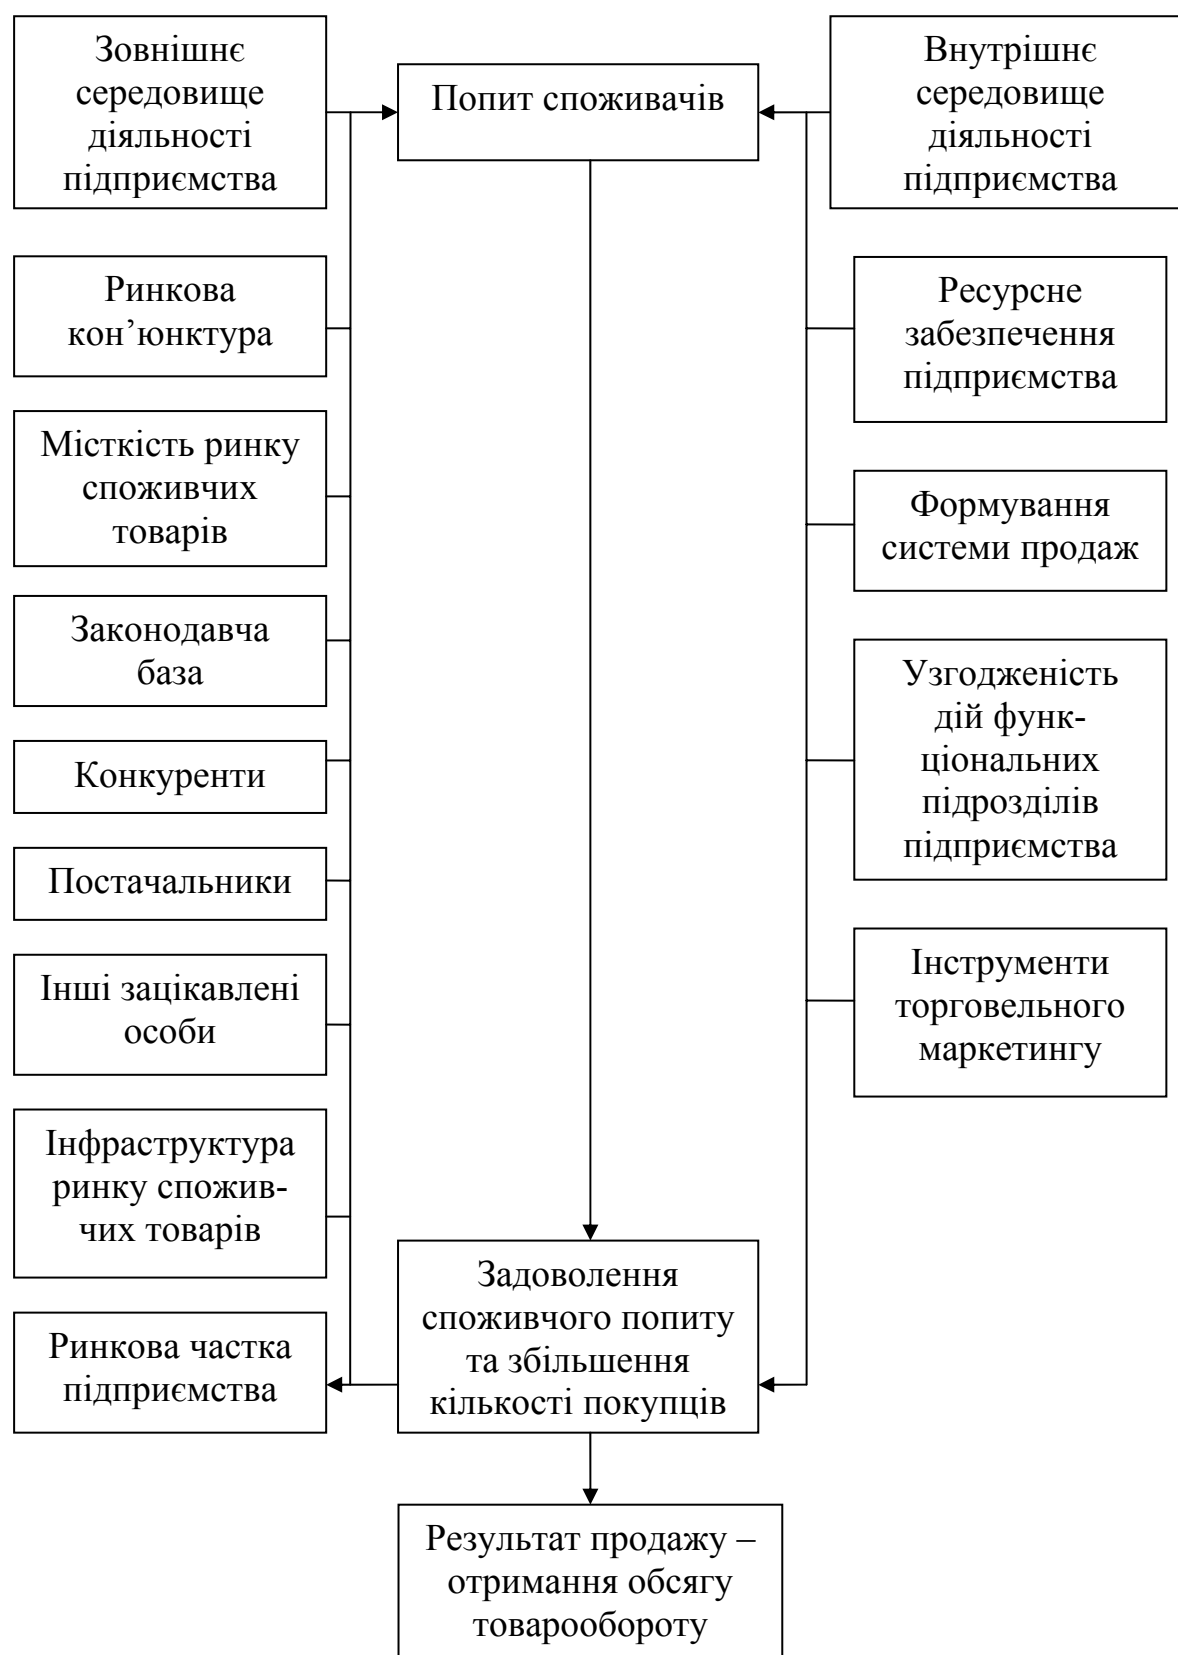 Зовнішнє
середовище
діяльності
підприємства
Попит споживачів
Внутрішнє
середовище
діяльності
підприємства
Ринкова
кон’юнктура
Місткість ринку
споживчих
товарів
Законодавча
база
Конкуренти
Постачальники
Інші зацікавлені
особи
Інфраструктура
ринку спожив-
чих товарів
Ринкова частка
підприємства
Ресурсне
забезпечення
підприємства
Формування
системи продаж
Узгодженість
дій функ-
ціональних
підрозділів
підприємства
Інструменти
торговельного
маркетингу
Задоволення
споживчого попиту
та збільшення
кількості покупців
Результат продажу –
отримання обсягу
товарообороту